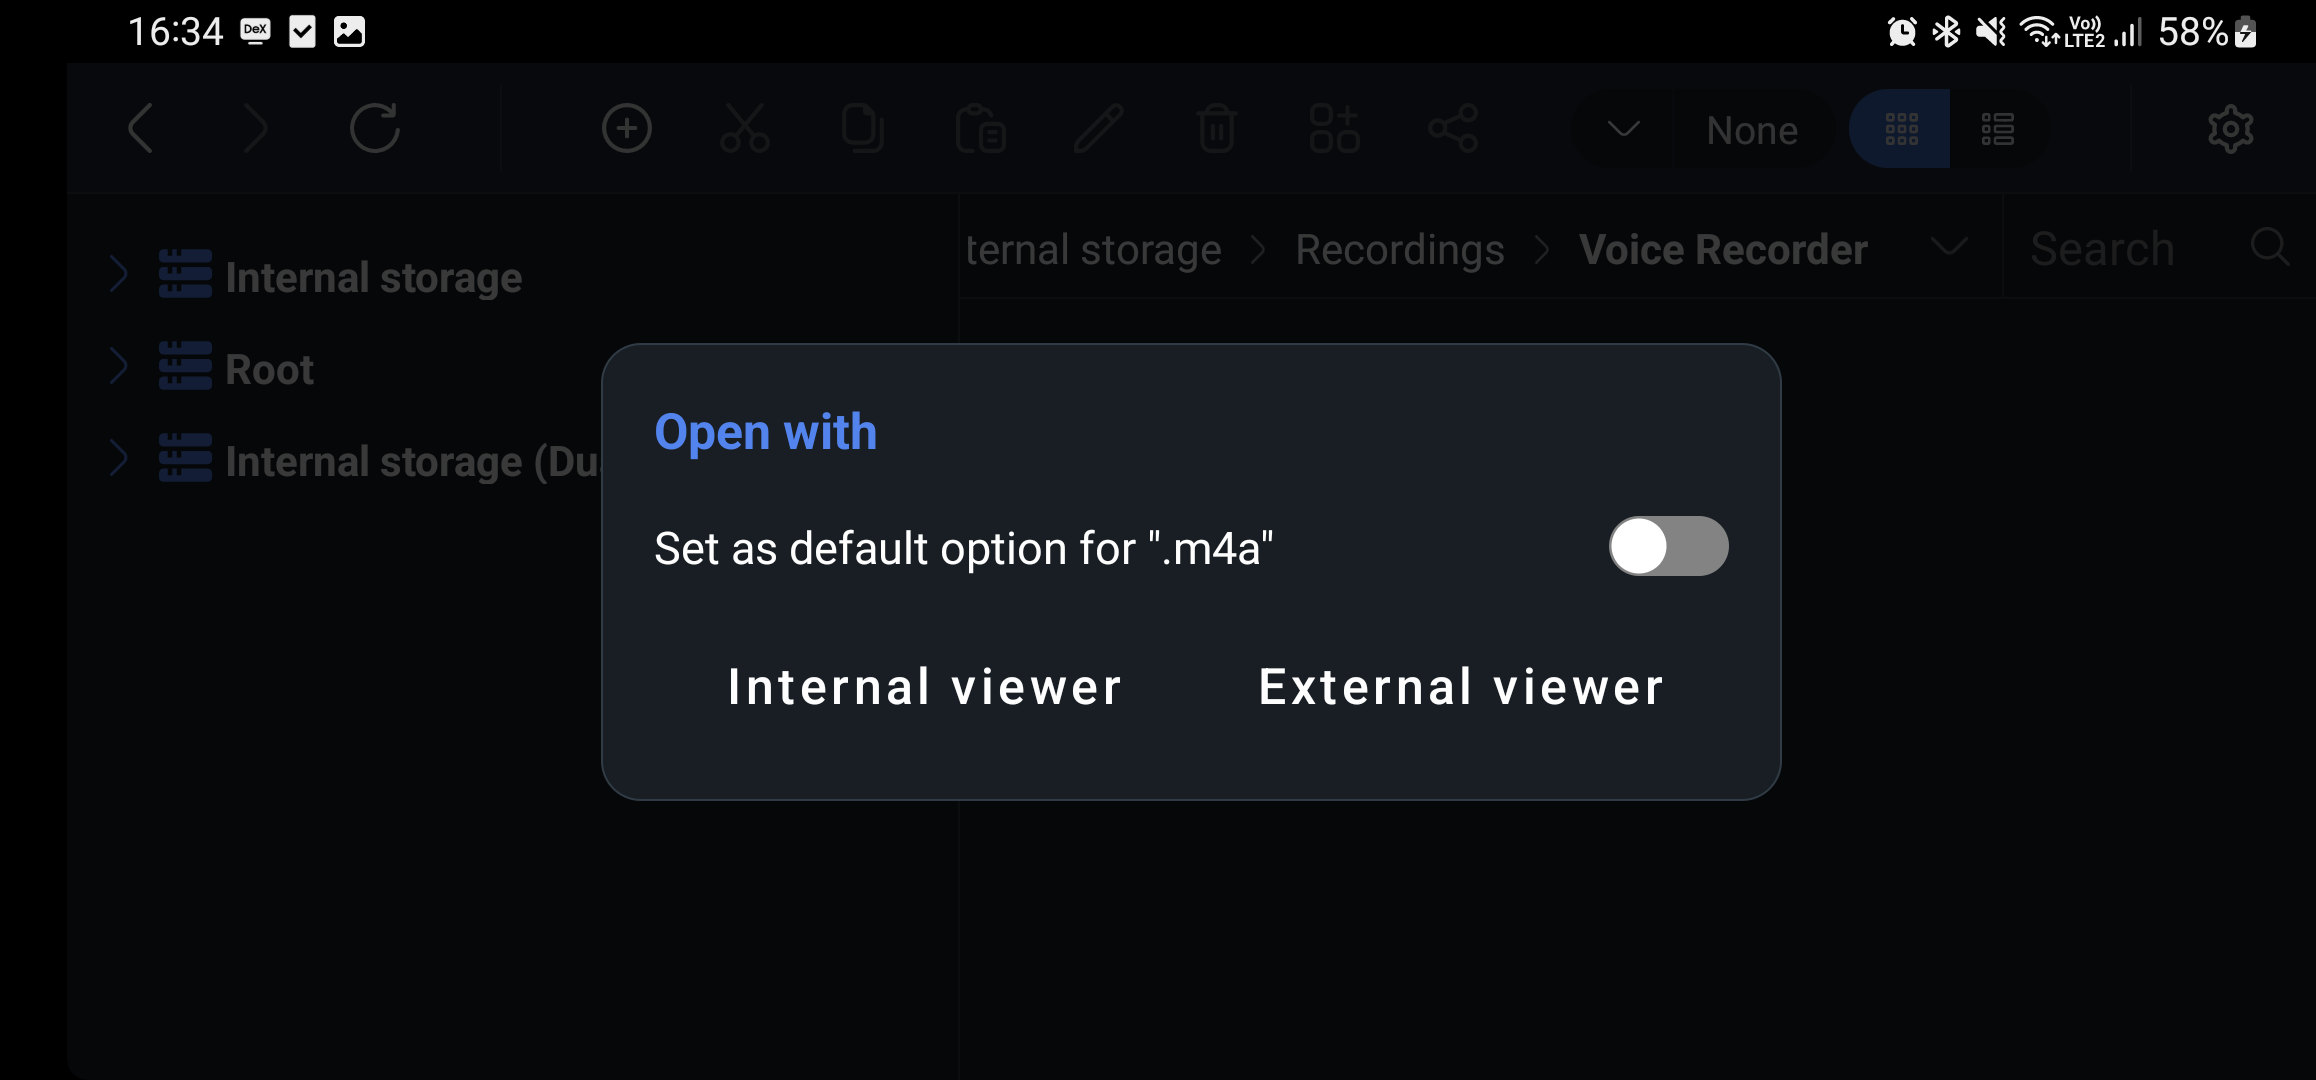 16:34 DeX Vo)) LTE2 58%
None
Internal storage
Root
Internal storage (Du
ternal storage Recordings Voice Recorder Search
Open with
Set as default option for ".m4a"
Internal viewer External viewer